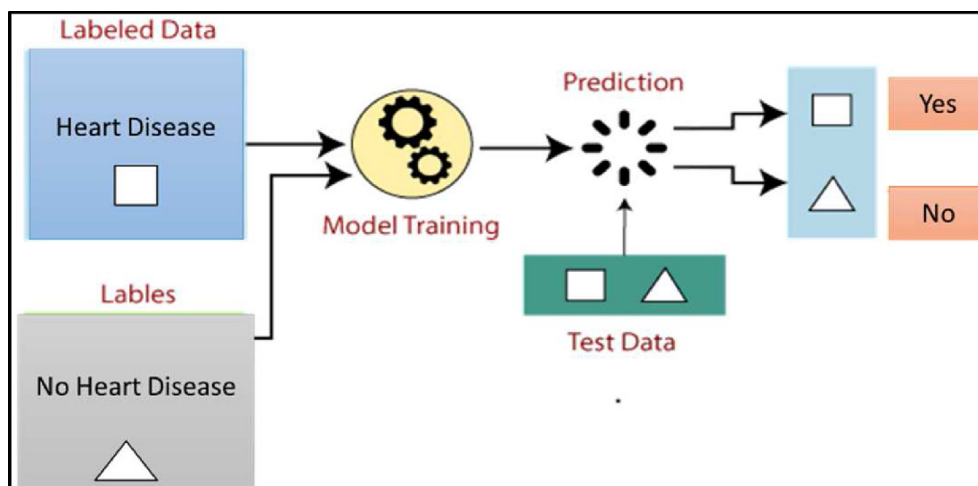 Labeled Data
Heart Disease
Lables
No Heart Disease
Model Training
Prediction
Test Data
Yes
No